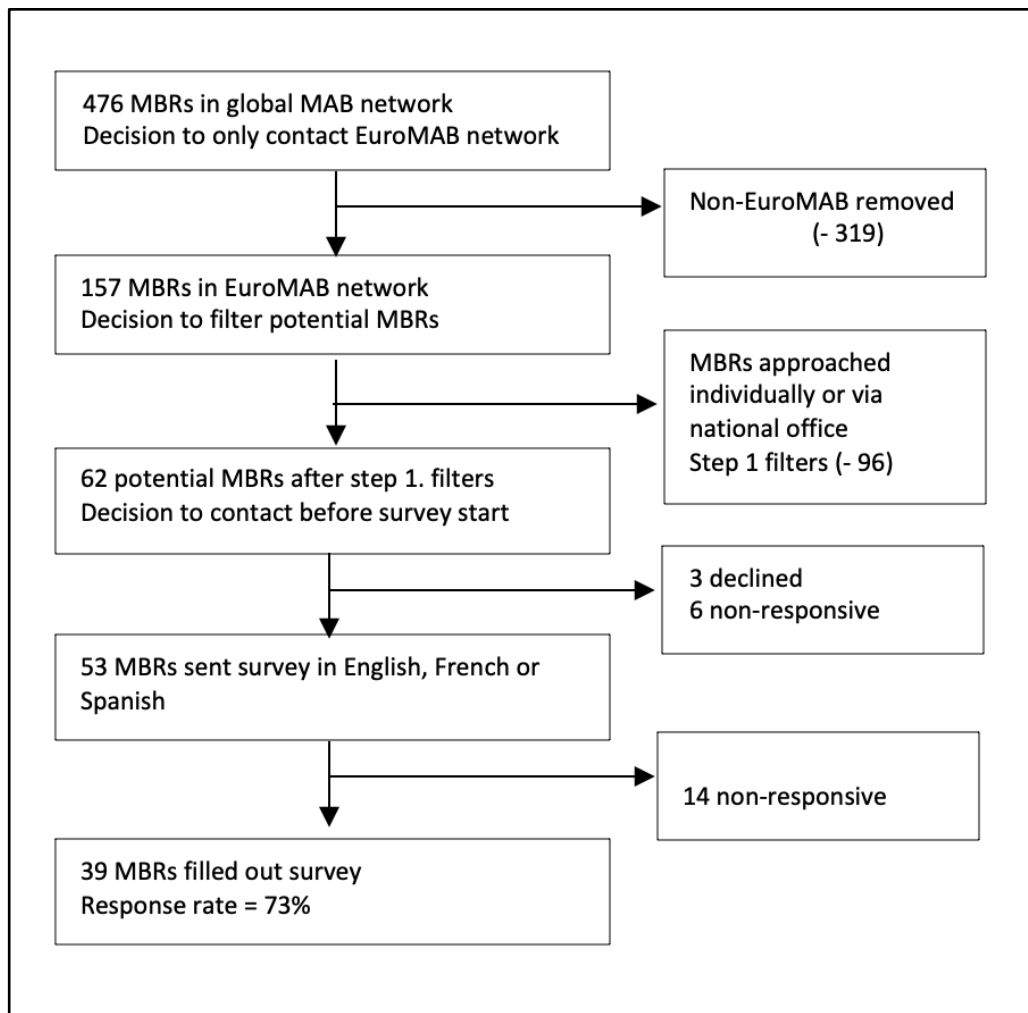 476 MBRs in global MAB network
Decision to only contact EuroMAB network
Non-EuroMAB removed
(- 319)
157 MBRs in EuroMAB network
Decision to filter potential MBRs
MBRs approached
individually or via
national office
Step 1 filters (- 96)
62 potential MBRs after step 1. filters
Decision to contact before survey start
3 declined
6 non-responsive
53 MBRs sent survey in English, French or
Spanish
14 non-responsive
39 MBRs filled out survey
Response rate = 73%